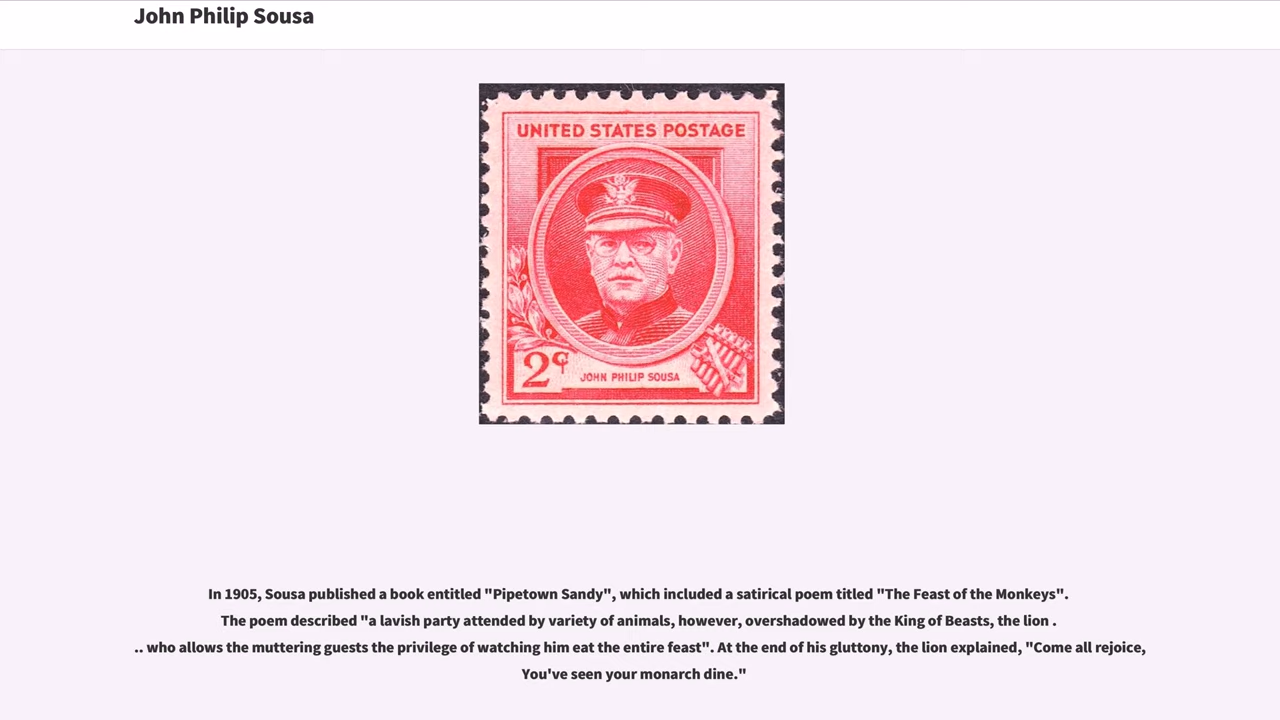 John Philip Sousa
UNITED STATES POSTAGE
2¢
JOHN PHILIP SOUSA
In 1905, Sousa published a book entitled "Pipetown Sandy", which included a satirical poem titled "The Feast of the Monkeys".
The poem described "a lavish party attended by variety of animals, however, overshadowed by the King of Beasts, the lion .
.. who allows the muttering guests the privilege of watching him eat the entire feast". At the end of his gluttony, the lion explained, "Come all rejoice,
You've seen your monarch dine."